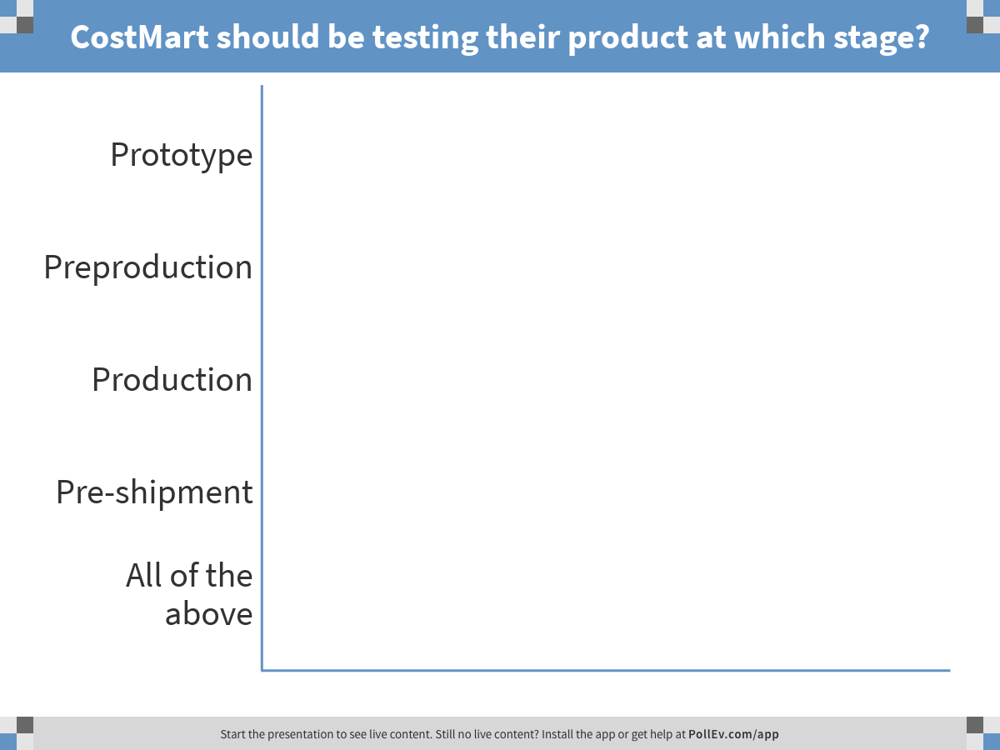 CostMart should be testing their product at which stage?
Prototype
Preproduction
Production
Pre-shipment
All of the
above
Start the presentation to see live content. Still no live content? Install the app or get help at PollEv.com/app